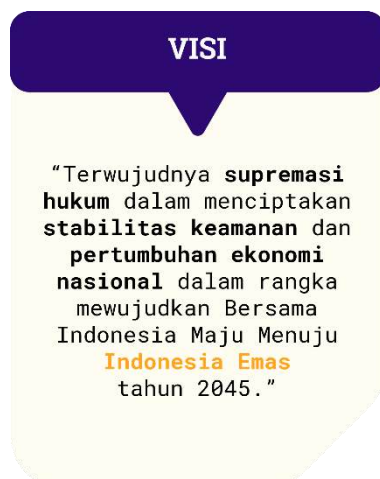 VISI
“Terwujudnya supremasi
hukum dalam menciptakan
stabilitas keamanan dan
pertumbuhan ekonomi
nasional dalam rangka
mewujudkan Bersama
Indonesia Maju Menuju
Indonesia Emas
tahun 2045.”